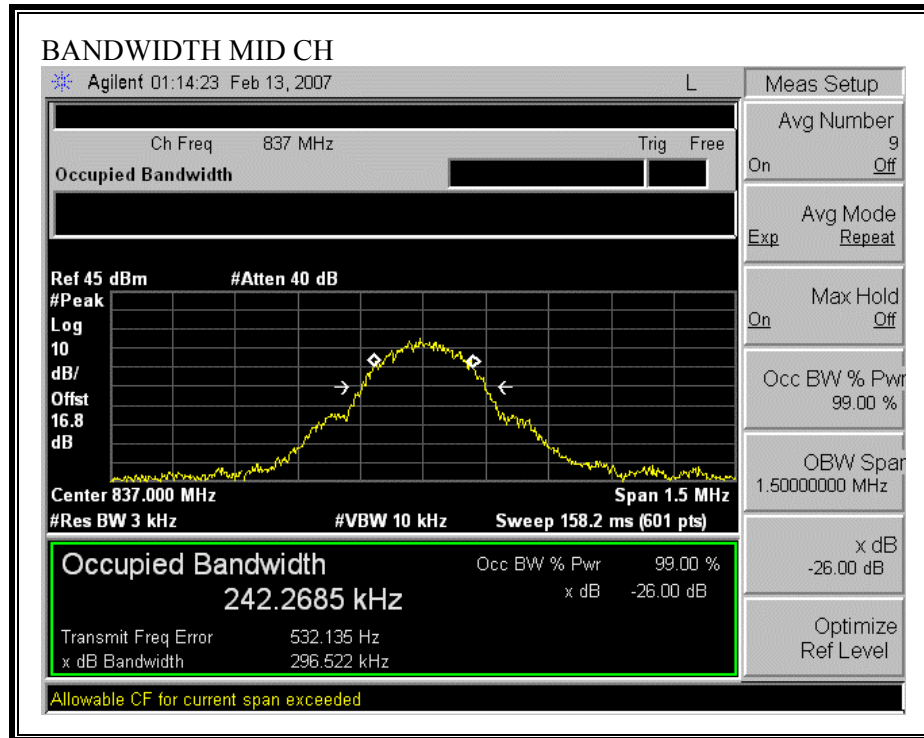 BANDWIDTH MID CH
Agilent 01:14:23 Feb 13, 2007 L
Ch Freq 837 MHz Trig Free
Occupied Bandwidth
Ref 45 dBm #Atten 40 dB
#Peak
Log
10
dB/
Offst
16.8
dB
Center 837.000 MHz Span 1.5 MHz
#Res BW 3 kHz #VBW 10 kHz Sweep 158.2 ms (601 pts)
Occupied Bandwidth Occ BW % Pwr 99.00 %
242.2685 kHz x dB -26.00 dB
Transmit Freq Error 532.135 Hz
x dB Bandwidth 296.522 kHz
Allowable CF for current span exceeded
Meas Setup
Avg Number
9
On Off
Avg Mode
Exp Repeat
Max Hold
On Off
Occ BW % Pwr
99.00 %
OBW Span
1.50000000 MHz
x dB
-26.00 dB
Optimize
Ref Level